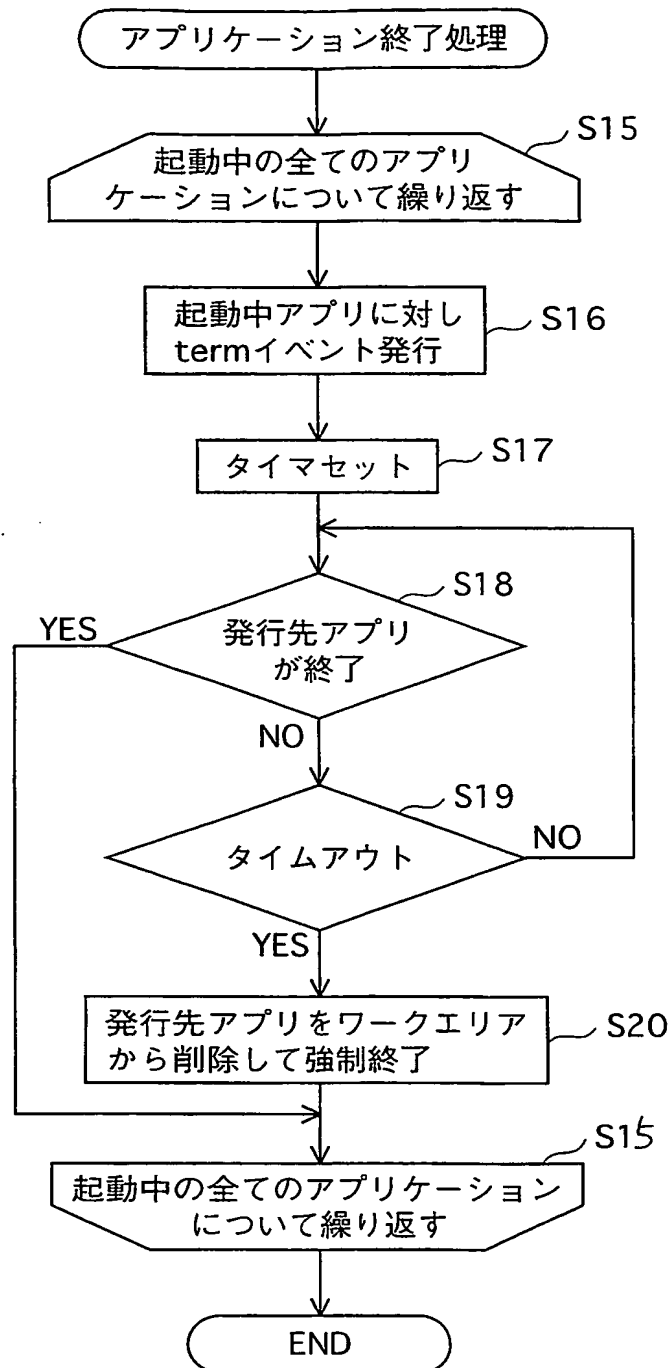 アプリケーション終了処理
S15
起動中の全てのアプリ
ケーションについて繰り返す
起動中アプリに対し
termイベント発行
S16
タイマセット
S17
S18
YES
発行先アプリ
が終了
NO
S19
タイムアウト
NO
YES
発行先アプリをワークエリア
から削除して強制終了
S20
S15
起動中の全てのアプリケーション
について繰り返す
END